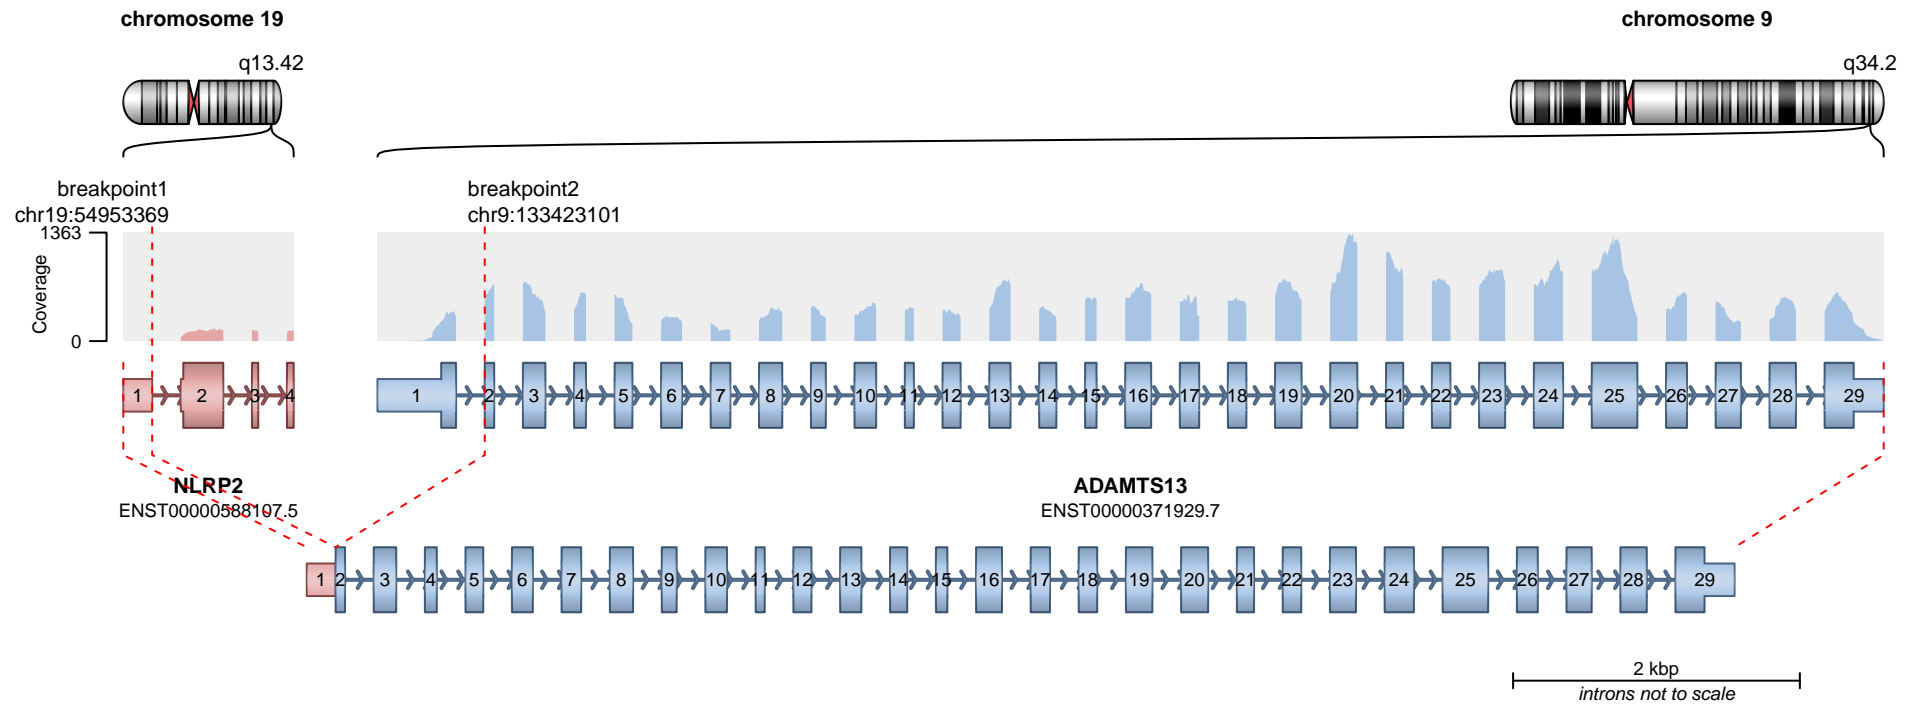 chromosome 19
chromosome 9
q13.42
q34.2
breakpoint1
chr19:54953369
breakpoint2
chr9:133423101
1363
Coverage
0
1 2 3 4
1 2 3 4 5 6 7 8 9 10 11 12 13 14 15 16 17 18 19 20 21 22 23 24 25 26 27 28 29
NLRP2
ENST00000588107.5
ADAMTS13
ENST00000371929.7
1 2 3 4 5 6 7 8 9 10 11 12 13 14 15 16 17 18 19 20 21 22 23 24 25 26 27 28 29
2 kbp
introns not to scale